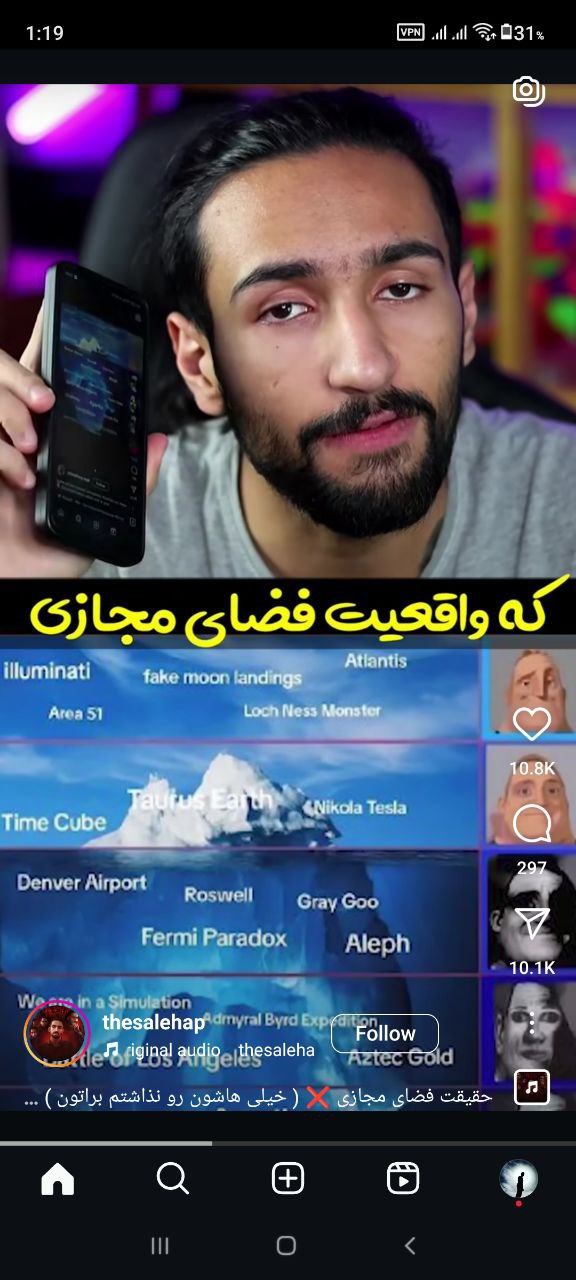 1:19
VPN
31%
که واقعیت فضای مجازی
illuminati
fake moon landings
Atlantis
Area 51
Loch Ness Monster
Taurus Earth
Nikola Tesla
Time Cube
10.8K
Denver Airport
Roswell
Gray Goo
297
Fermi Paradox
Aleph
10.1K
We are in a Simulation
Admyral Byrd Expedition
thesalehap
Follow
riginal audio thesaleha
of Los Angeles
Aztec Gold
حقیقت فضای مجازی ❌ ( خیلی هاشون رو نذاشتم براتون ) ...